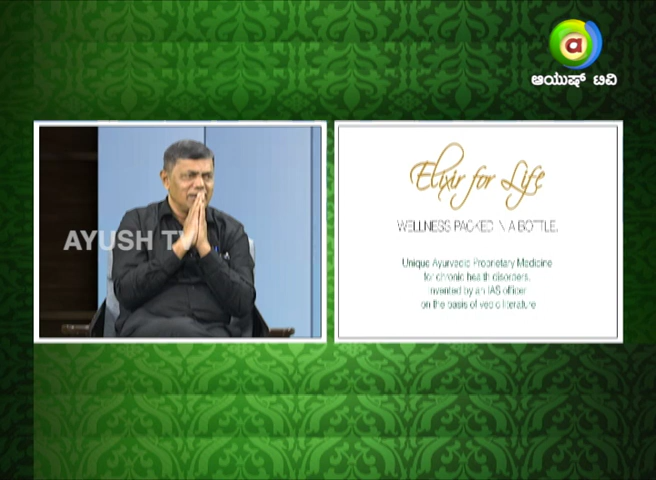 a
ಆಯುಷ್ ಟಿವಿ
AYUSH TV
Elixir for Life
WELLNESS PACKED IN A BOTTLE.
Unique Ayurvedic Proprietary Medicine
for chronic health disorders,
invented by an IAS officer
on the basis of vedic literature